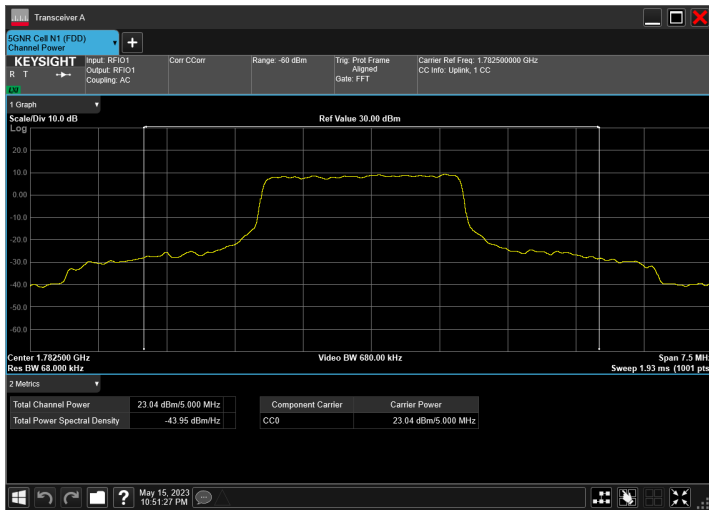 Transceiver A
5GNR Cell N1 (FDD)
Channel Power
KEYSIGHT
R T
LXI
Input: RFIO1
Output: RFIO1
Coupling: AC
Corr CCorr
Range: -60 dBm
Trig: Prot Frame
Aligned
Gate: FFT
Carrier Ref Freq: 1.782500000 GHz
CC Info: Uplink, 1 CC
1 Graph
Scale/Div 10.0 dB
Ref Value 30.00 dBm
Log
20.0
10.0
0.00
-10.0
-20.0
-30.0
-40.0
-50.0
-60.0
Center 1.782500 GHz
Video BW 680.00 kHz
Span 7.5 MHz
Res BW 68.000 kHz
Sweep 1.93 ms (1001 pts
2 Metrics
Total Channel Power 23.04 dBm/5.000 MHz
Total Power Spectral Density -43.95 dBm/Hz
Component Carrier Carrier Power
CC0 23.04 dBm/5.000 MHz
May 15, 2023
10:51:27 PM